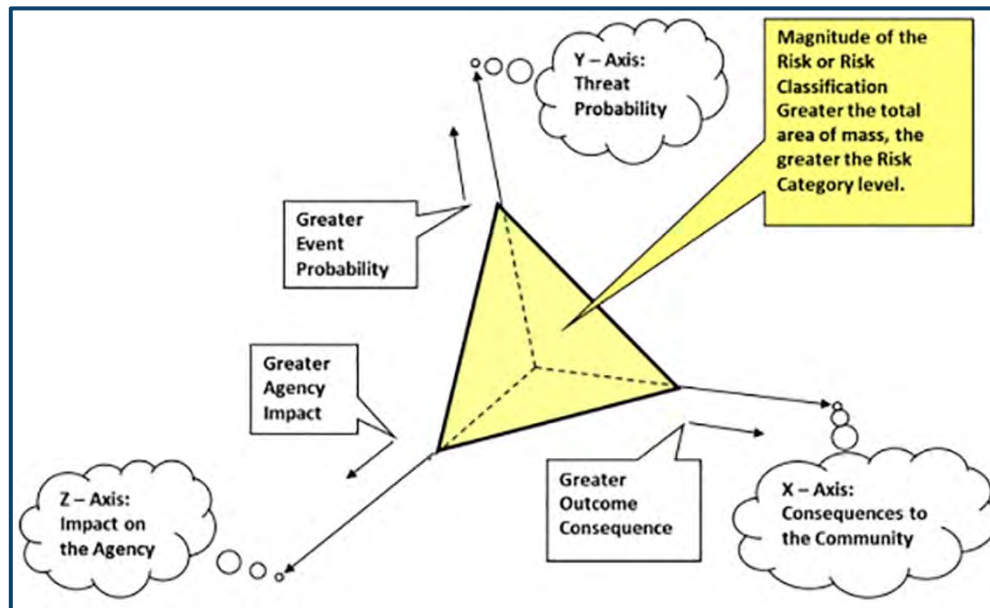 Y – Axis:
Threat
Probability
Magnitude of the
Risk or Risk
Classification
Greater the total
area of mass, the
greater the Risk
Category level.
Greater
Event
Probability
Greater
Agency
Impact
Z – Axis:
Impact on
the Agency
Greater
Outcome
Consequence
X – Axis:
Consequences to
the Community